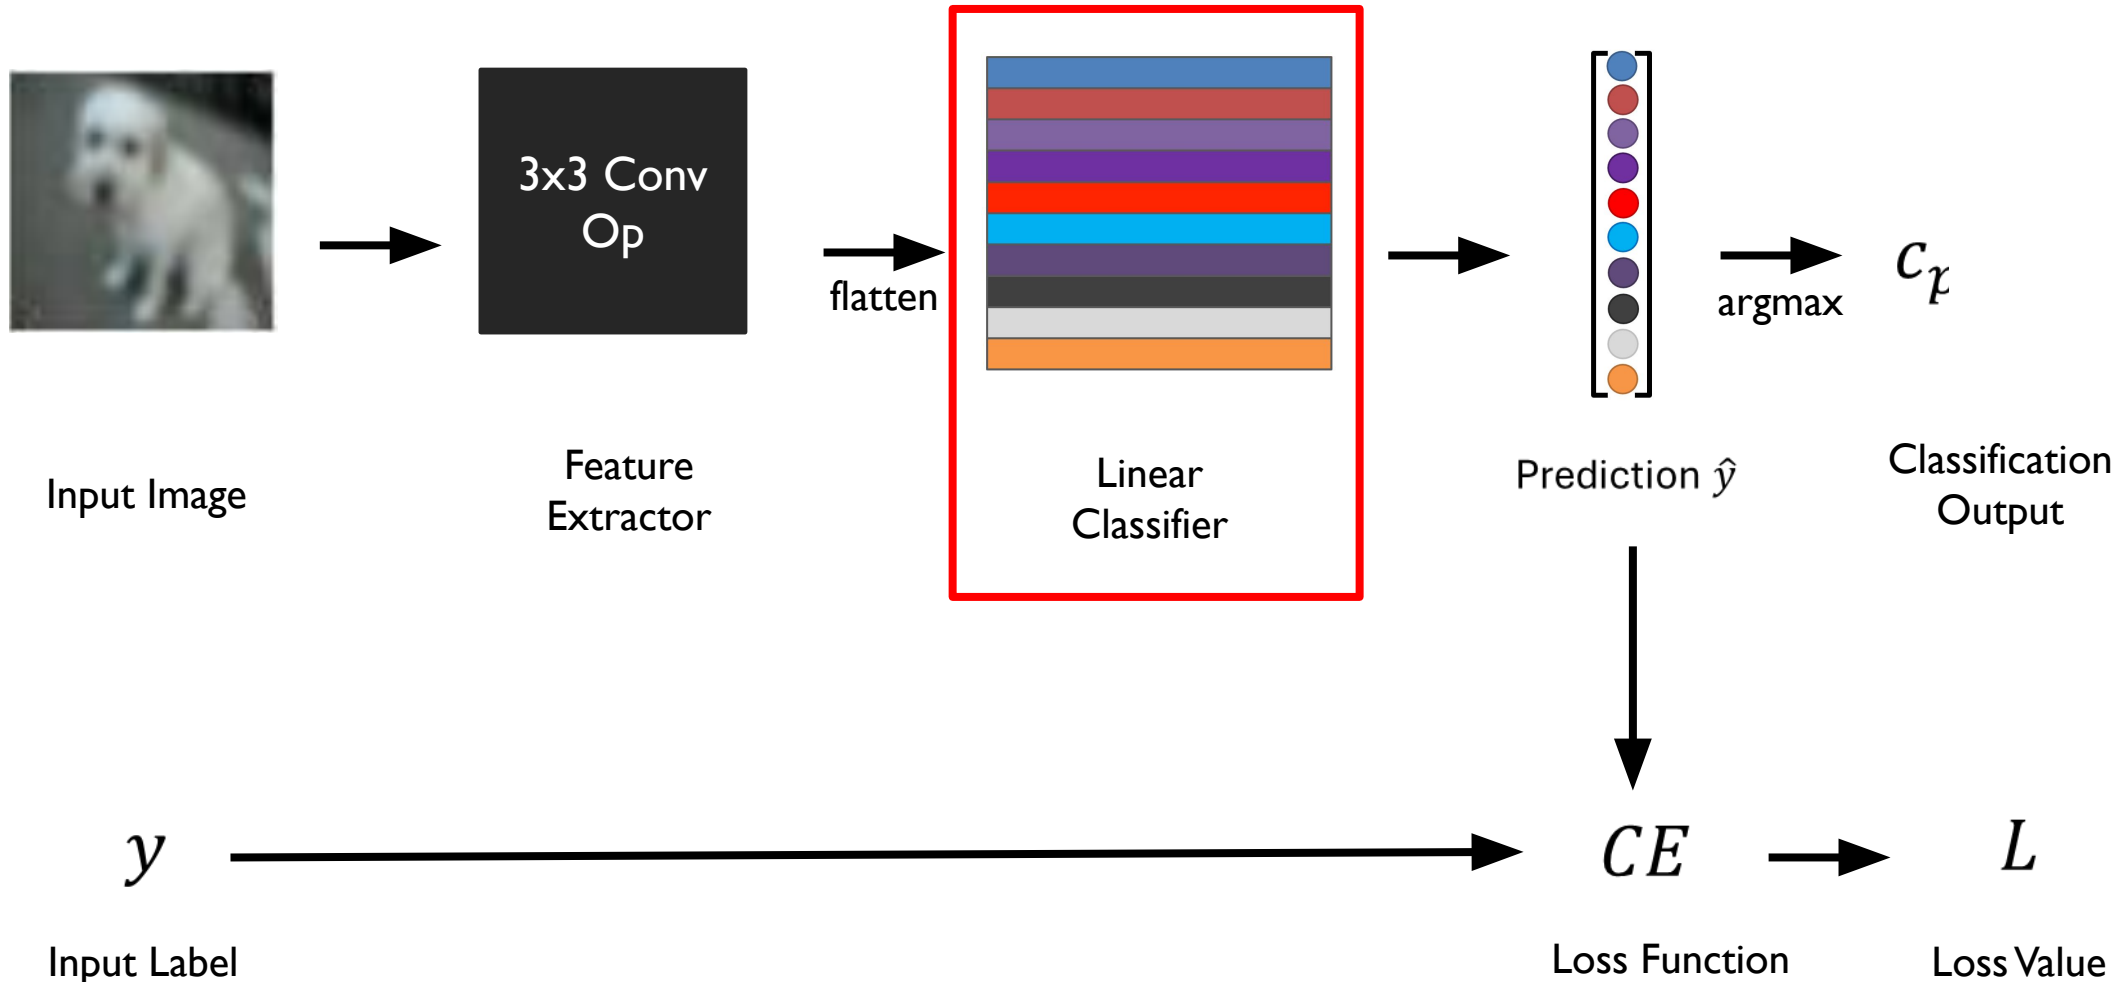 3x3 Conv
Op
flatten
argmax
Input Image
Feature
Extractor
Linear
Classifier
Prediction ŷ
Classification
Output
y
CE
L
Input Label
Loss Function
Loss Value